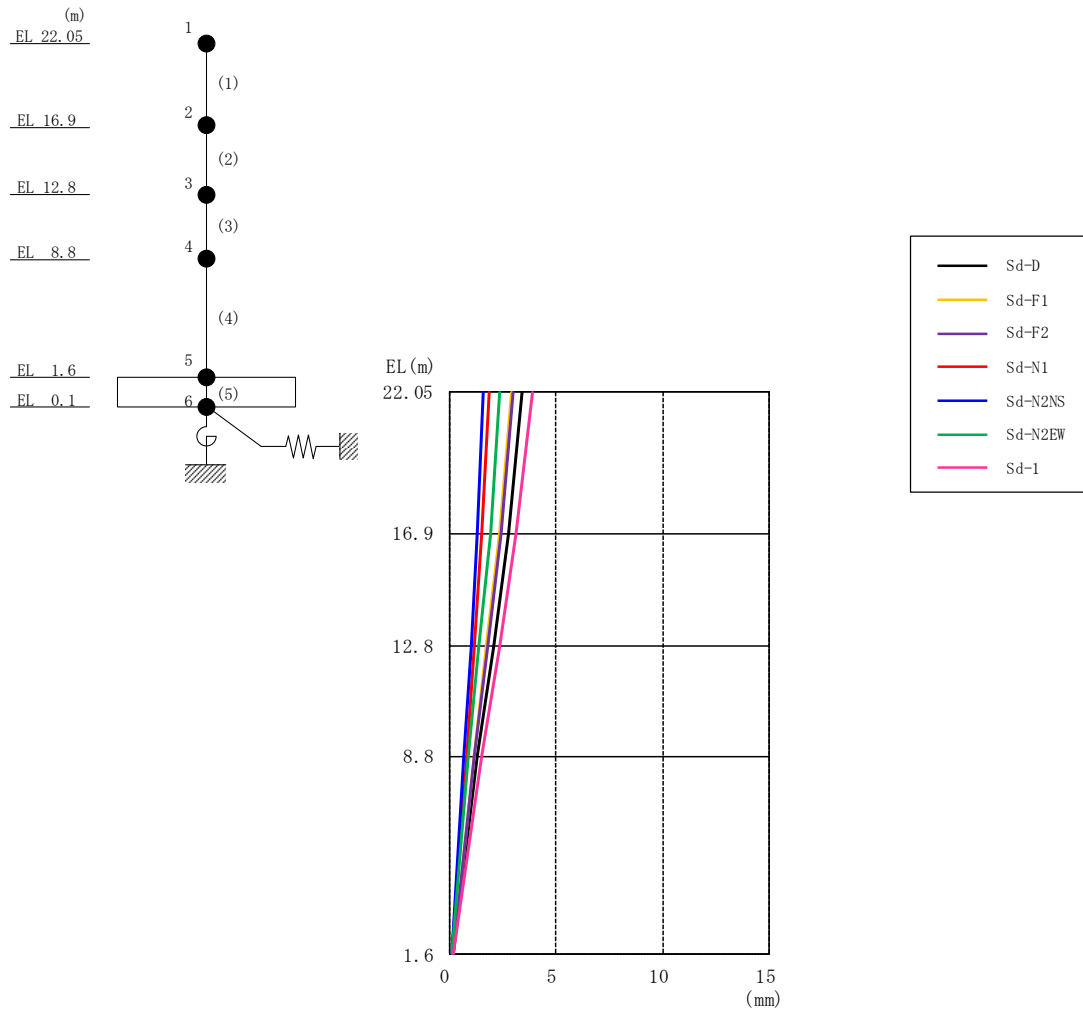 (m)
EL 22.05
EL 16.9
EL 12.8
EL 8.8
EL 1.6
EL 0.1
1
(1)
2
(2)
3
(3)
4
(4)
5
(5)
6
Sd-D
Sd-F1
Sd-F2
Sd-N1
Sd-N2NS
Sd-N2EW
Sd-1
EL(m)
22.05
16.9
12.8
8.8
1.6
0 5 10 15
(mm)